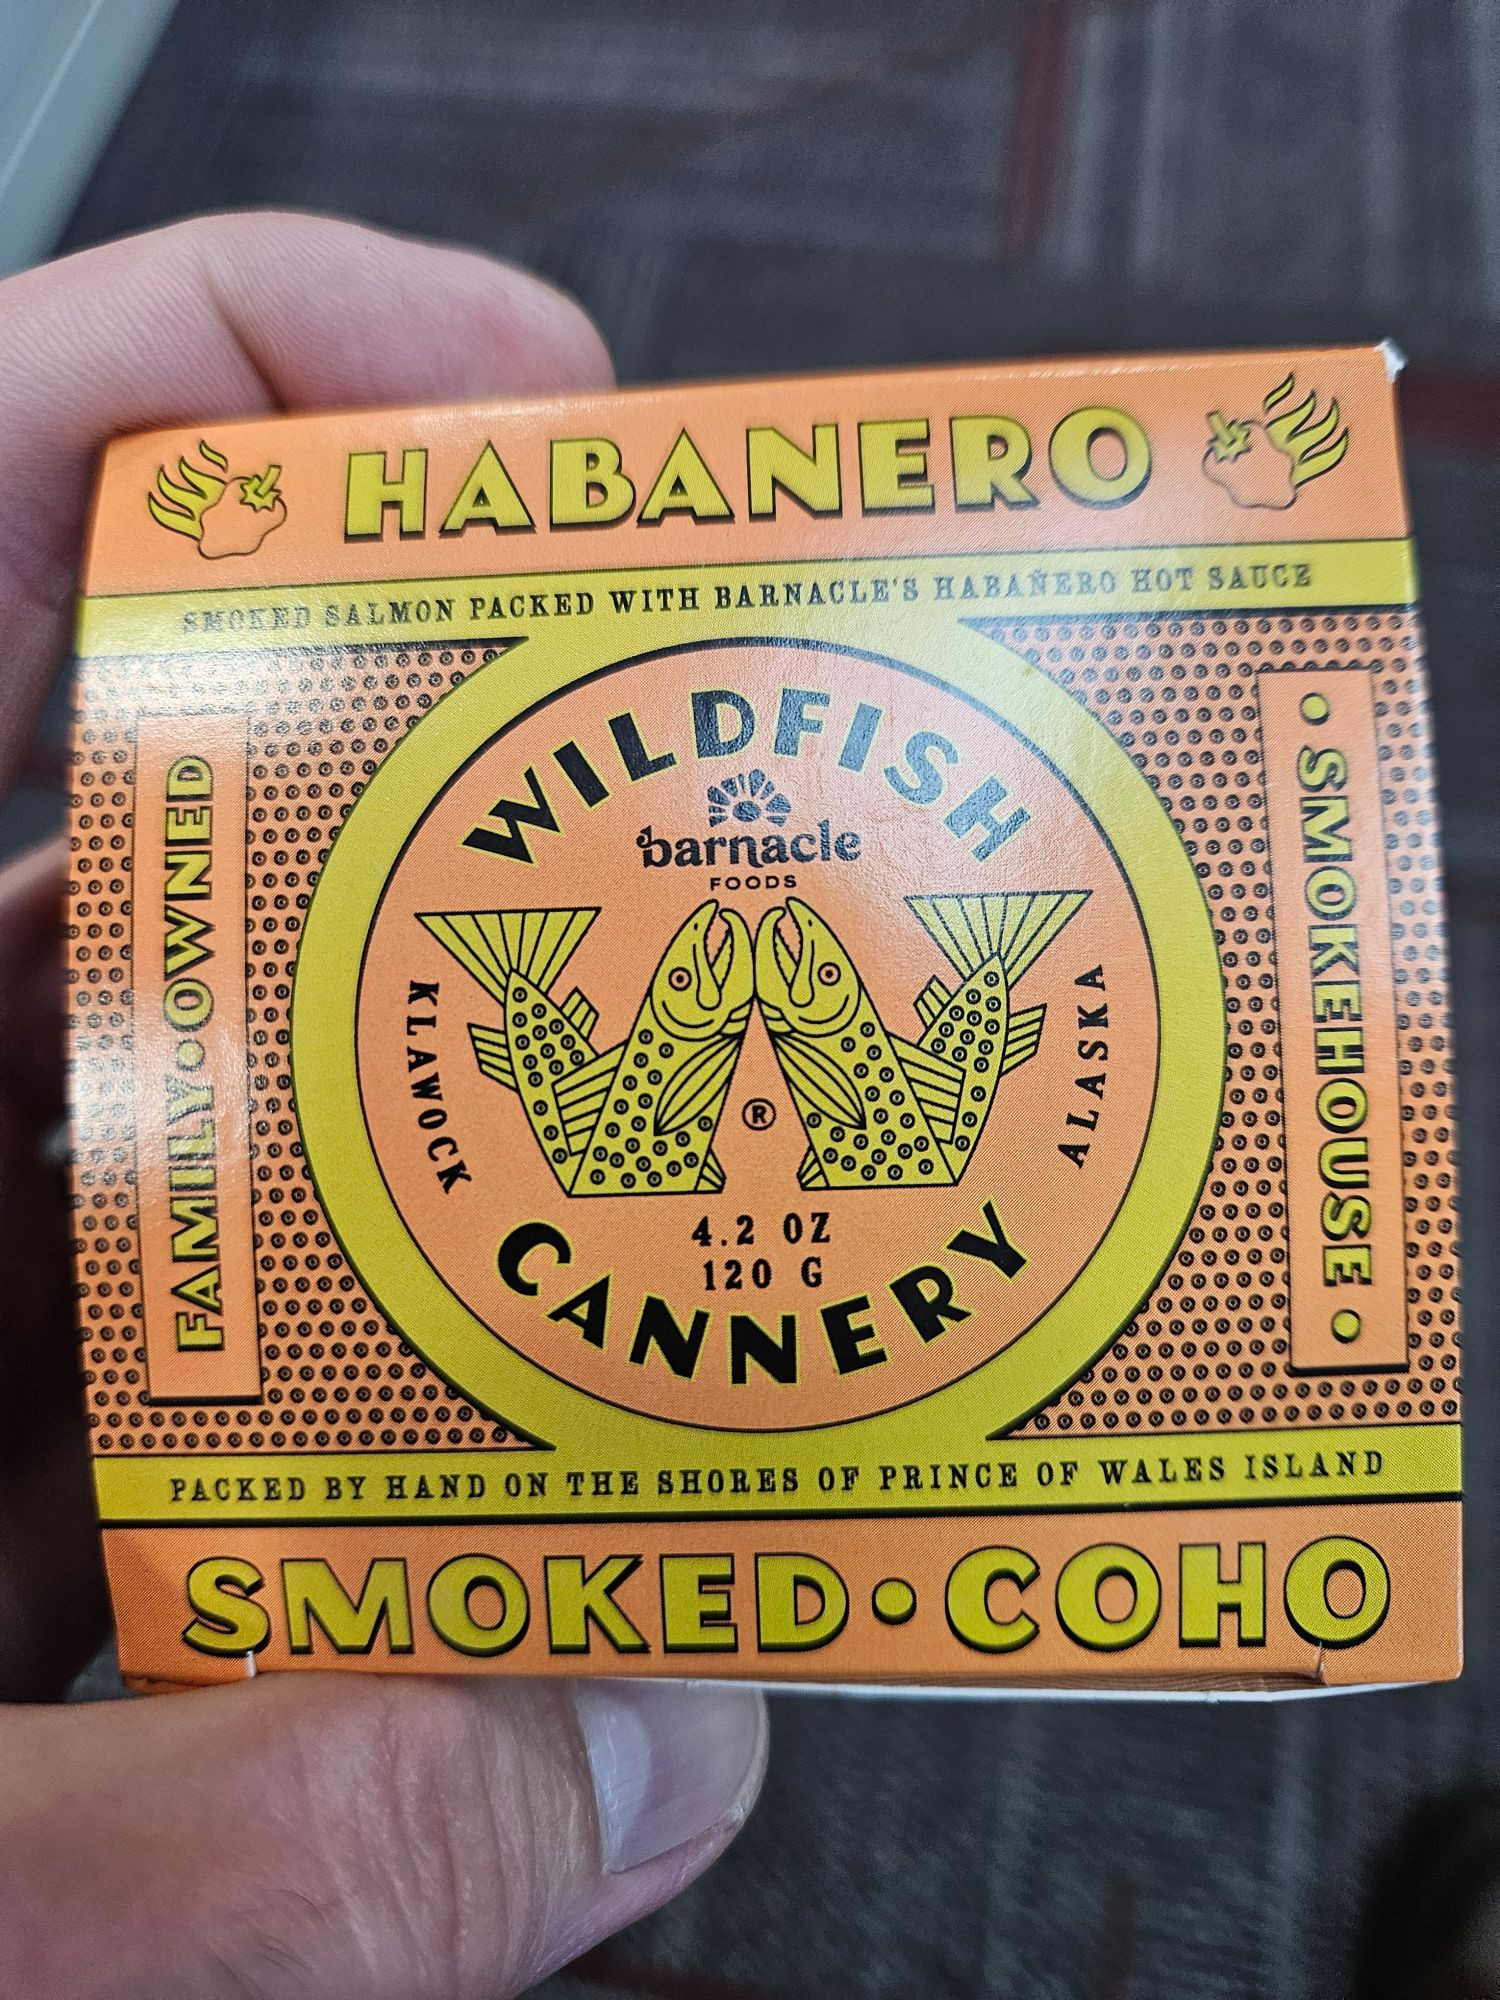 HABANERO
SMOKED SALMON PACKED WITH BARNACLE'S HABAÑERO HOT SAUCE
FAMILY•OWNED
WILDFISH
barnacle
FOODS
KLAWOCK
ALASKA
®
4.2 OZ
120 G
CANNERY
• SMOKEHOUSE •
PACKED BY HAND ON THE SHORES OF PRINCE OF WALES ISLAND
SMOKED•COHO